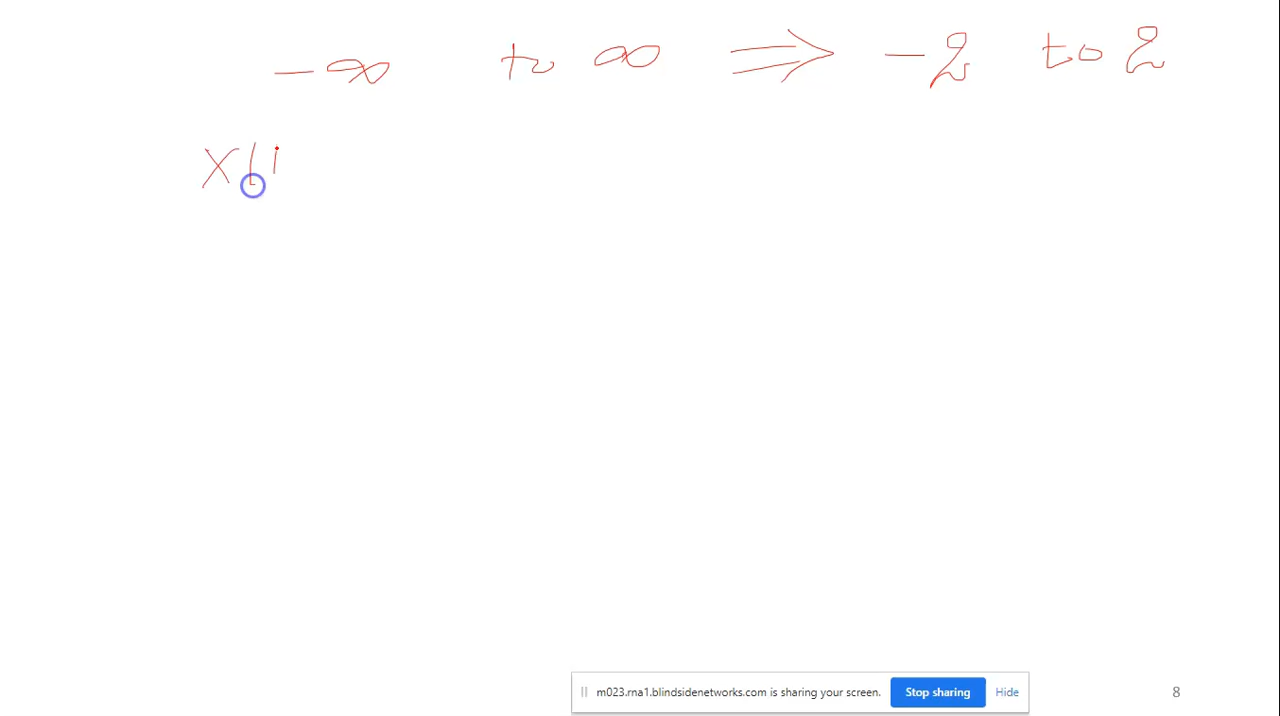 -∞ to ∞ ⇒ -2 to 2
X(i
m023.rna1.blindsidenetworks.com is sharing your screen. Stop sharing Hide
8